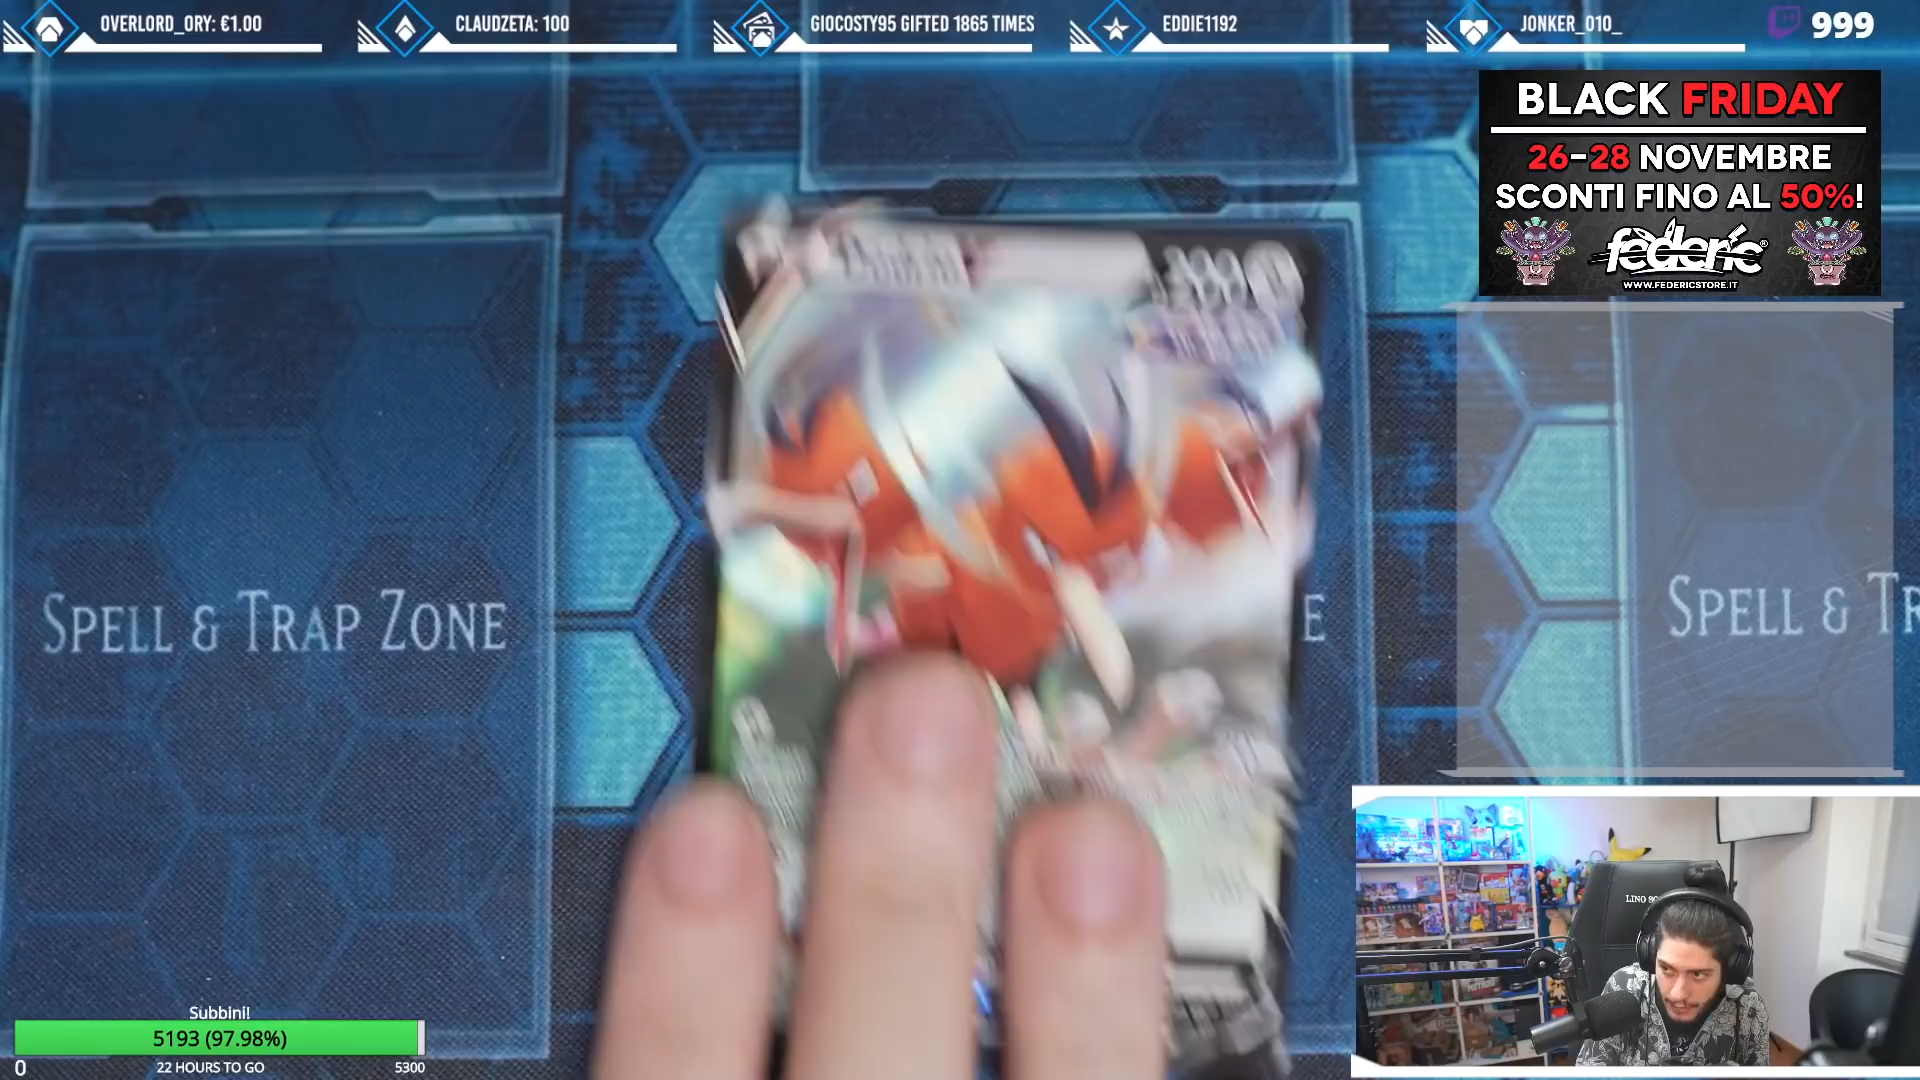 OVERLORD_ORY: €1.00
CLAUDZETA: 100
GIOCOSTY95 GIFTED 1865 TIMES
EDDIE1192
JONKER_010_
999
BLACK FRIDAY
26-28 NOVEMBRE
SCONTI FINO AL 50%!
federic®
WWW.FEDERICSTORE.IT
SPELL & TRAP ZONE
E
SPELL & TR
Subbini!
5193 (97.98%)
0
22 HOURS TO GO
5300